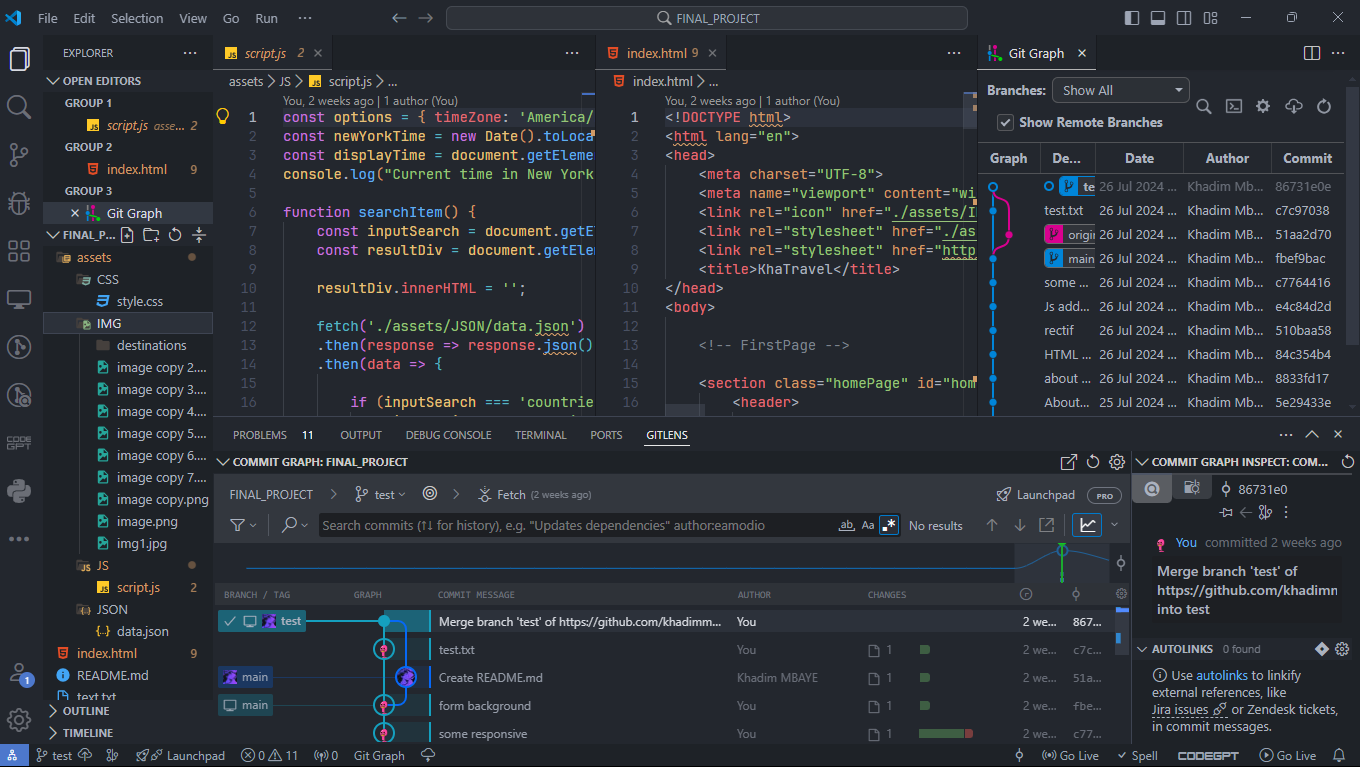 File Edit Selection View Go Run ··· FINAL_PROJECT
EXPLORER ···
OPEN EDITORS
GROUP 1
script.js asse... 2
GROUP 2
index.html 9
GROUP 3
Git Graph
FINAL_P...
assets
CSS
style.css
IMG
destinations
image copy 2....
image copy 3....
image copy 4....
image copy 5....
image copy 6....
image copy 7....
image copy.png
image.png
img1.jpg
JS
script.js 2
JSON
data.json
index.html 9
README.md
text.txt
OUTLINE
TIMELINE
CODE
GPT
1
script.js 2
assets > JS > script.js > ...
You, 2 weeks ago | 1 author (You)
1 const options = { timeZone: 'America/
2 const newYorkTime = new Date().toLoca
3 const displayTime = document.getEleme
4 console.log("Current time in New York
5
6 function searchItem() {
7 const inputSearch = document.getEl
8 const resultDiv = document.getElem
9
10 resultDiv.innerHTML = '';
11
12 fetch('./assets/JSON/data.json')
13 .then(response => response.json()
14 .then(data => {
15
16 if (inputSearch === 'countrie
index.html 9
index.html > ...
You, 2 weeks ago | 1 author (You)
1 <!DOCTYPE html>
2 <html lang="en">
3 <head>
4 <meta charset="UTF-8">
5 <meta name="viewport" content="wi
6 <link rel="icon" href="./assets/I
7 <link rel="stylesheet" href="./as
8 <link rel="stylesheet" href="http
9 <title>KhaTravel</title>
10 </head>
11 <body>
12
13 <!-- FirstPage -->
14
15 <section class="homePage" id="hom
16 <header>
Git Graph
Branches: Show All
Show Remote Branches
Graph De... Date Author Commit
te 26 Jul 2024 ... Khadim Mb... 86731e0e
test.txt 26 Jul 2024 ... Khadim Mb... c7c97038
origin 26 Jul 2024 ... Khadim Mb... 51aa2d70
main 26 Jul 2024 ... Khadim Mb... fbef9bac
some ... 26 Jul 2024 ... Khadim Mb... c7764416
Js add... 26 Jul 2024 ... Khadim Mb... e4c84d2d
rectif 26 Jul 2024 ... Khadim Mb... 510baa58
HTML ... 26 Jul 2024 ... Khadim Mb... 84c354b4
about ... 26 Jul 2024 ... Khadim Mb... 8833fd17
About... 25 Jul 2024 ... Khadim Mb... 5e29433e
PROBLEMS 11 OUTPUT DEBUG CONSOLE TERMINAL PORTS GITLENS
COMMIT GRAPH: FINAL_PROJECT
FINAL_PROJECT > test > Fetch (2 weeks ago) Launchpad PRO
Search commits (↑↓ for history), e.g. "Updates dependencies" author:eamodio ab Aa .* No results
BRANCH / TAG GRAPH COMMIT MESSAGE AUTHOR CHANGES
test Merge branch 'test' of https://github.com/khadimm... You 2 we... 867...
test.txt You 1 2 we... c7c...
main Create README.md Khadim MBAYE 1 2 we... 51a...
main form background You 1 2 we... fbe...
some responsive You 1 2 we... c77...
COMMIT GRAPH INSPECT: COM...
86731e0
You committed 2 weeks ago
Merge branch 'test' of
https://github.com/khadimm
into test
AUTOLINKS 0 found
Use autolinks to linkify
external references, like
Jira issues or Zendesk tickets,
in commit messages.
test Launchpad 0 11 0 Git Graph Go Live Spell CODEGPT Go Live